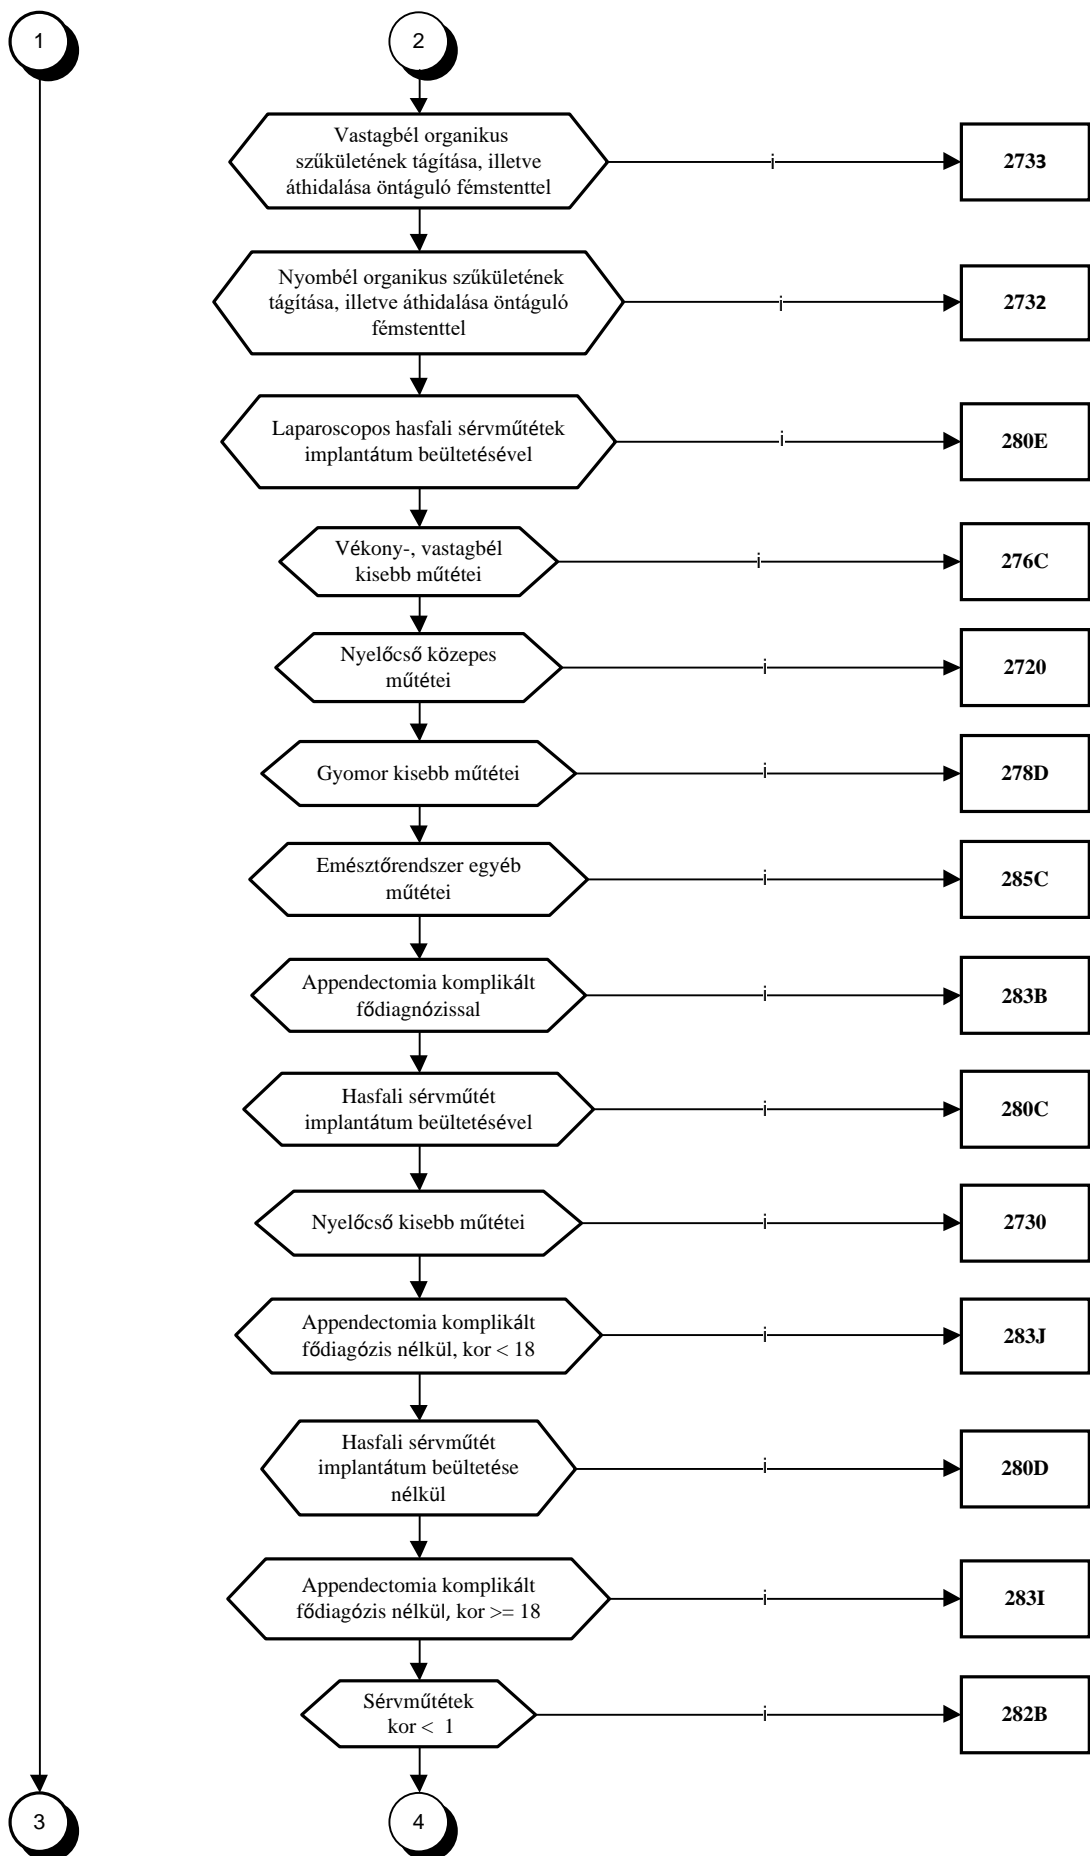 1
2
Vastagbél organikus
szűkületének tágítása, illetve
áthidalása öntáguló fémstenttel
i
2733
Nyombél organikus szűkületének
tágítása, illetve áthidalása öntáguló
fémstenttel
i
2732
Laparoscopos hasfali sérvműtétek
implantátum beültetésével
i
280E
Vékony-, vastagbél
kisebb műtétei
i
276C
Nyelőcső közepes
műtétei
i
2720
Gyomor kisebb műtétei
i
278D
Emésztőrendszer egyéb
műtétei
i
285C
Appendectomia komplikált
fődiagnózissal
i
283B
Hasfali sérvműtét
implantátum beültetésével
i
280C
Nyelőcső kisebb műtétei
i
2730
Appendectomia komplikált
fődiagózis nélkül, kor < 18
i
283J
Hasfali sérvműtét
implantátum beültetése
nélkül
i
280D
Appendectomia komplikált
fődiagózis nélkül, kor >= 18
i
283I
Sérvműtétek
kor < 1
i
282B
3
4